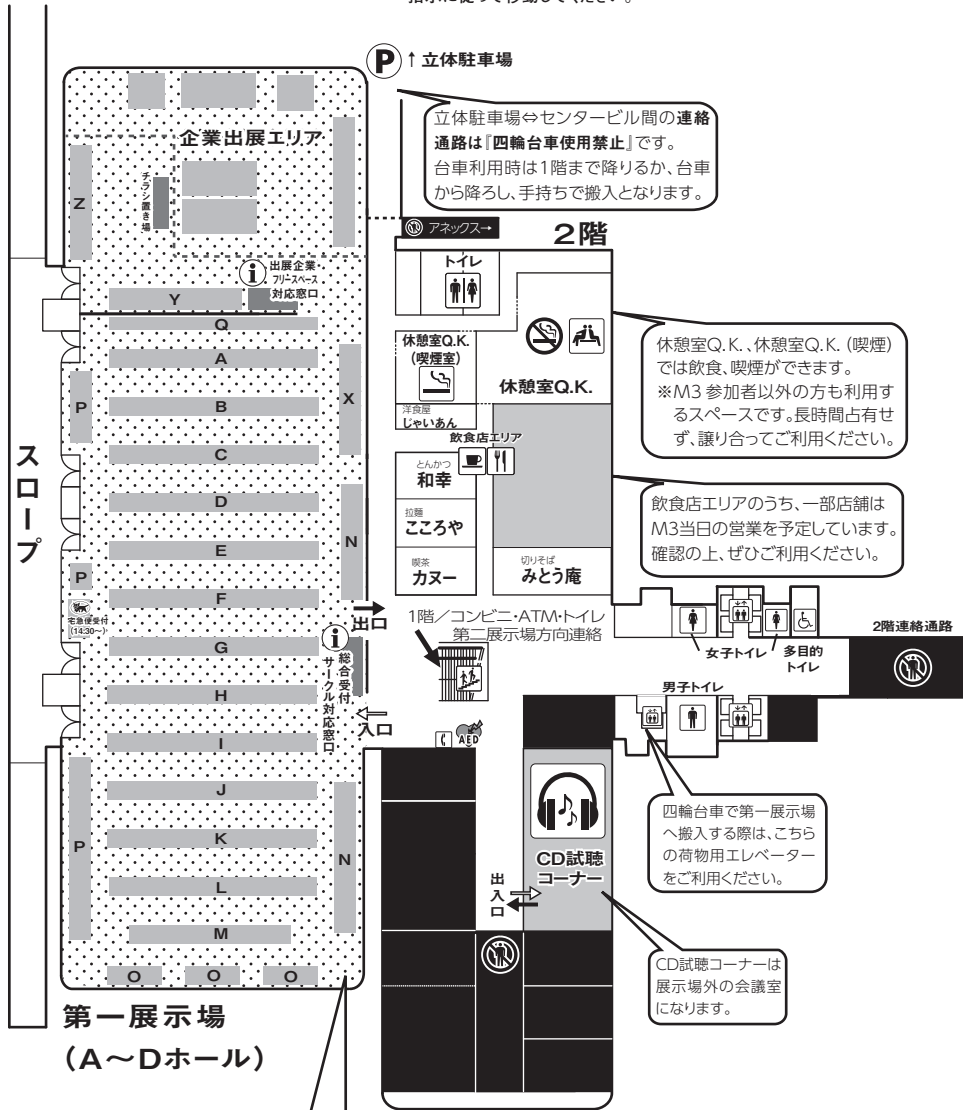 指示に従って移動してください。
P ↑立体駐車場
立体駐車場⇔センタービル間の連絡
通路は『四輪台車使用禁止』です。
台車利用時は1階まで降りるか、台車
から降ろし、手持ちで搬入となります。
企業出展エリア
チラシ置き場
Z
アネックス→
2階
トイレ
i
出展企業・
フリースペース
対応窓口
Y
Q
A
B
C
D
E
F
G
H
I
J
K
L
M
O
O
O
P
P
P
X
N
N
スロープ
宅急便受付
(14:30～)
休憩室Q.K.
(喫煙室)
休憩室Q.K.
休憩室Q.K.、休憩室Q.K.(喫煙)
では飲食、喫煙ができます。
※M3参加者以外の方も利用す
るスペースです。長時間占有せ
ず、譲り合ってご利用ください。
洋食屋
じゃいあん
飲食店エリア
とんかつ
和幸
拉麺
こころや
喫茶
カヌー
切りそば
みとう庵
飲食店エリアのうち、一部店舗は
M3当日の営業を予定しています。
確認の上、ぜひご利用ください。
出口
i
総合受付
サークル対応窓口
入口
1階／コンビニ・ATM・トイレ
第二展示場方向連絡
女子トイレ
多目的
トイレ
2階連絡通路
男子トイレ
AED
四輪台車で第一展示場
へ搬入する際は、こちら
の荷物用エレベーター
をご利用ください。
CD試聴
コーナー
出入口
CD試聴コーナーは
展示場外の会議室
になります。
第一展示場
（A～Dホール）